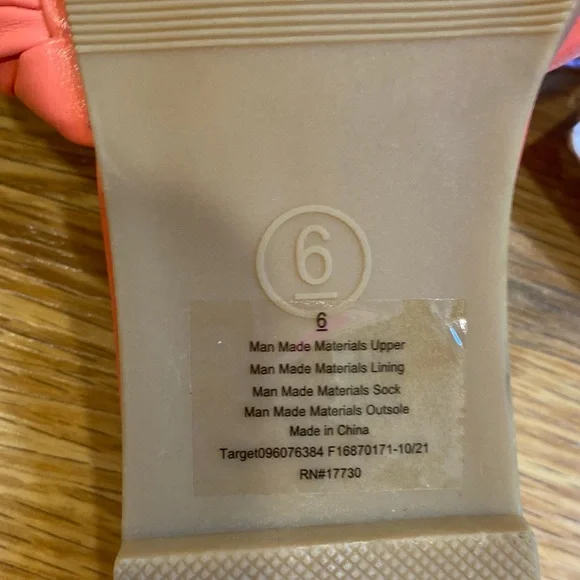 6
6
Man Made Materials Upper
Man Made Materials Lining
Man Made Materials Sock
Man Made Materials Outsole
Made in China
Target096076384 F16870171-10/21
RN#17730